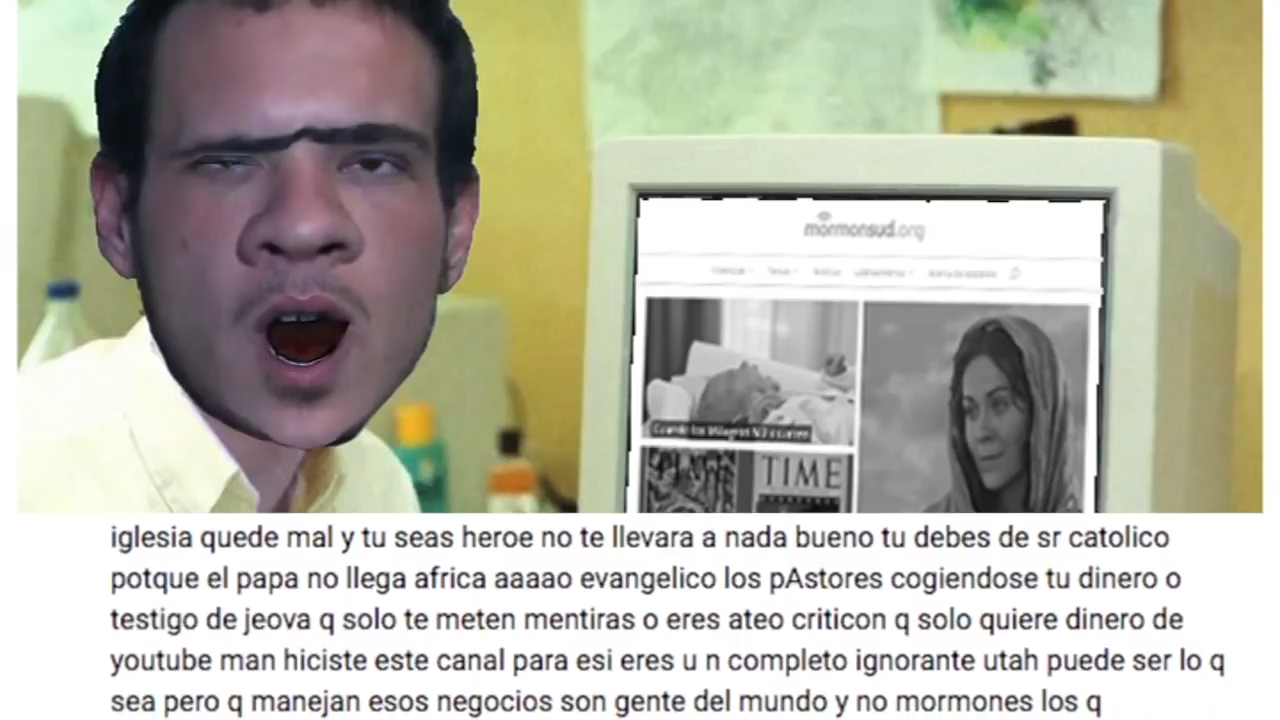 mormonsud.org
TIME
iglesia quede mal y tu seas heroe no te llevara a nada bueno tu debes de sr catolico
potque el papa no llega africa aaaao evangelico los pAstores cogiendose tu dinero o
testigo de jeova q solo te meten mentiras o eres ateo criticon q solo quiere dinero de
youtube man hiciste este canal para esi eres u n completo ignorante utah puede ser lo q
sea pero q manejan esos negocios son gente del mundo y no mormones los q